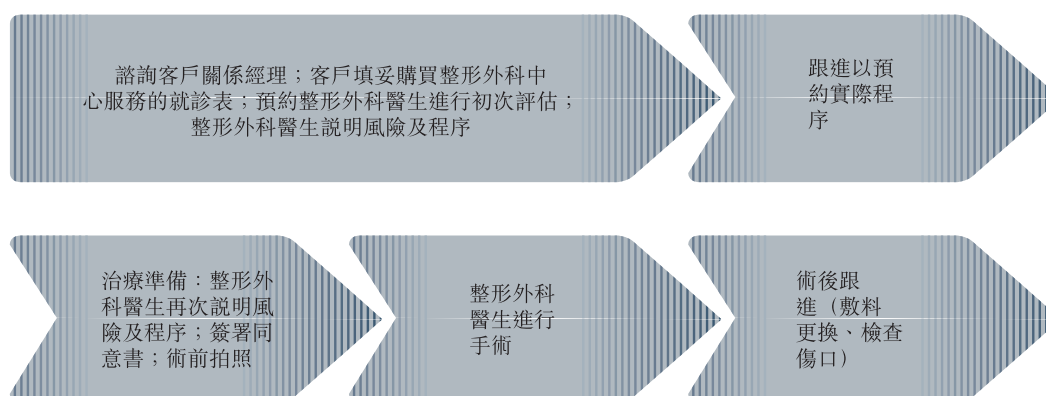 諮詢客戶關係經理；客戶填妥購買整形外科中
心服務的就診表；預約整形外科醫生進行初次評估；
整形外科醫生説明風險及程序
跟進以預
約實際程
序
治療準備：整形外
科醫生再次説明風
險及程序；簽署同
意書；術前拍照
整形外科
醫生進行
手術
術後跟
進（敷料
更換、檢查
傷口）